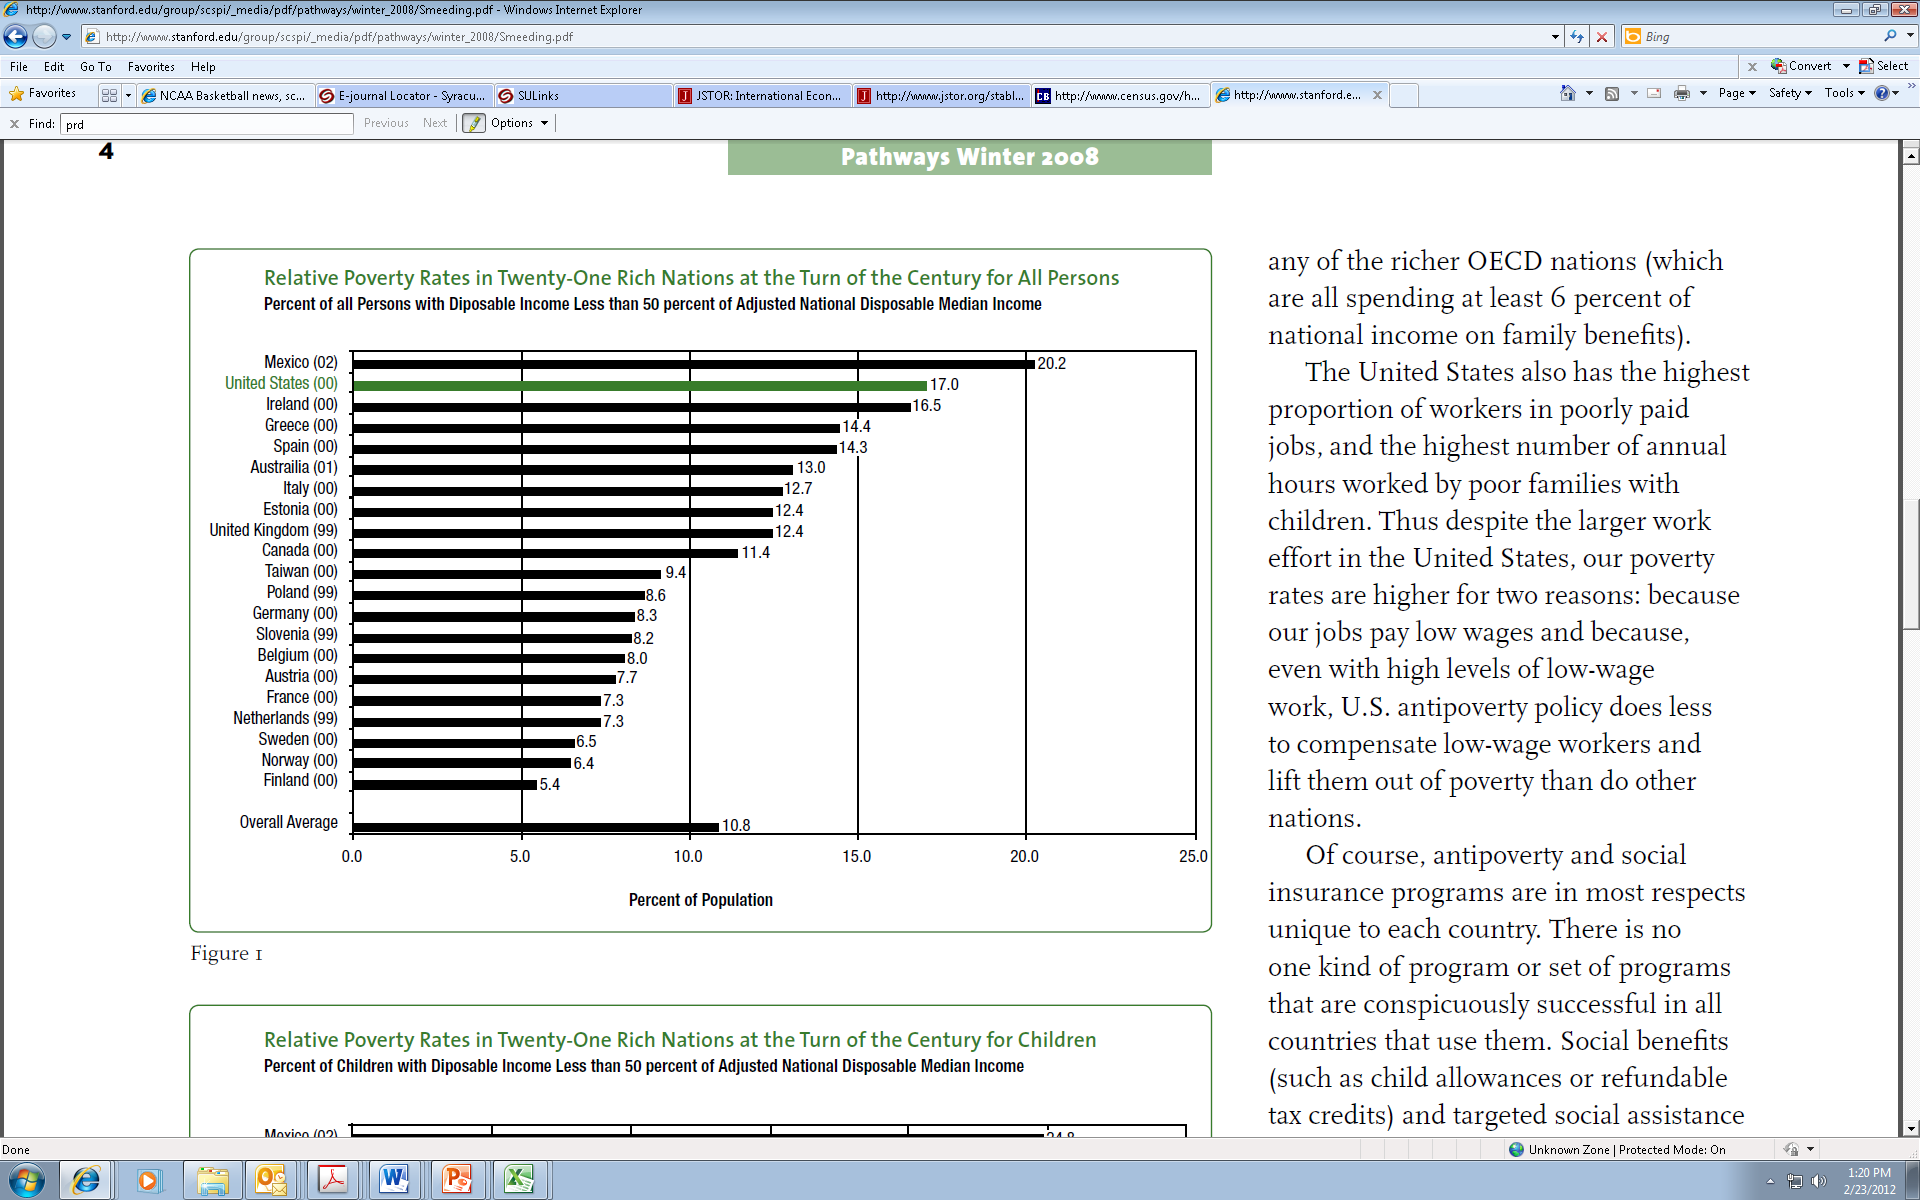 http://www.stanford.edu/group/scspi/_media/pdf/pathways/winter_2008/Smeeding.pdf - Windows Internet Explorer
http://www.stanford.edu/group/scspi/_media/pdf/pathways/winter_2008/Smeeding.pdf
Bing
File Edit Go To Favorites Help
Convert Select
Favorites
NCAA Basketball news, sc...
E-journal Locator - Syracu...
SULinks
JSTOR: International Econ...
http://www.jstor.org/stabl...
http://www.census.gov/h...
http://www.stanford.e...
Page Safety Tools
Find: prd Previous Next Options
4
Pathways Winter 2008
Relative Poverty Rates in Twenty-One Rich Nations at the Turn of the Century for All Persons
Percent of all Persons with Diposable Income Less than 50 percent of Adjusted National Disposable Median Income
Mexico (02) 20.2
United States (00) 17.0
Ireland (00) 16.5
Greece (00) 14.4
Spain (00) 14.3
Austrailia (01) 13.0
Italy (00) 12.7
Estonia (00) 12.4
United Kingdom (99) 12.4
Canada (00) 11.4
Taiwan (00) 9.4
Poland (99) 8.6
Germany (00) 8.3
Slovenia (99) 8.2
Belgium (00) 8.0
Austria (00) 7.7
France (00) 7.3
Netherlands (99) 7.3
Sweden (00) 6.5
Norway (00) 6.4
Finland (00) 5.4
Overall Average 10.8
0.0 5.0 10.0 15.0 20.0 25.0
Percent of Population
Figure 1
Relative Poverty Rates in Twenty-One Rich Nations at the Turn of the Century for Children
Percent of Children with Diposable Income Less than 50 percent of Adjusted National Disposable Median Income
Mexico (02) 24.8
any of the richer OECD nations (which
are all spending at least 6 percent of
national income on family benefits).
The United States also has the highest
proportion of workers in poorly paid
jobs, and the highest number of annual
hours worked by poor families with
children. Thus despite the larger work
effort in the United States, our poverty
rates are higher for two reasons: because
our jobs pay low wages and because,
even with high levels of low-wage
work, U.S. antipoverty policy does less
to compensate low-wage workers and
lift them out of poverty than do other
nations.
Of course, antipoverty and social
insurance programs are in most respects
unique to each country. There is no
one kind of program or set of programs
that are conspicuously successful in all
countries that use them. Social benefits
(such as child allowances or refundable
tax credits) and targeted social assistance
Done
Unknown Zone | Protected Mode: On
1:20 PM
2/23/2012